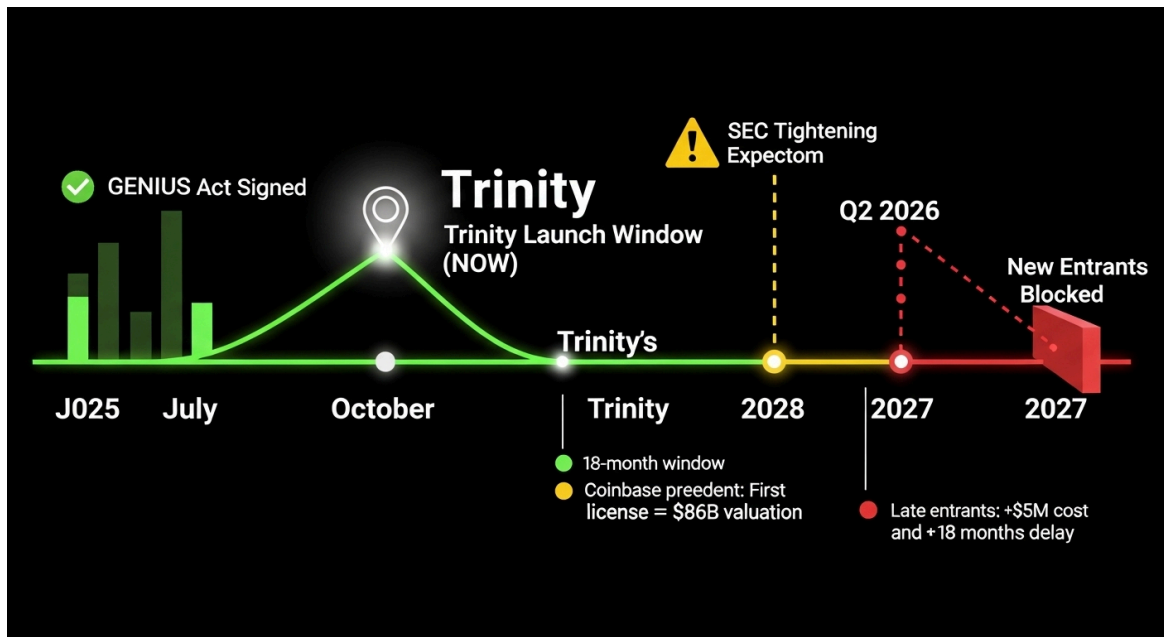 GENIUS Act Signed
Trinity
Trinity Launch Window
(NOW)
SEC Tightening
Expectom
Q2 2026
New Entrants
Blocked
Trinity's
J025
July
October
Trinity
2028
2027
2027
18-month window
Coinbase preedent: First
license = $86B valuation
Late entrants: +$5M cost
and +18 months delay